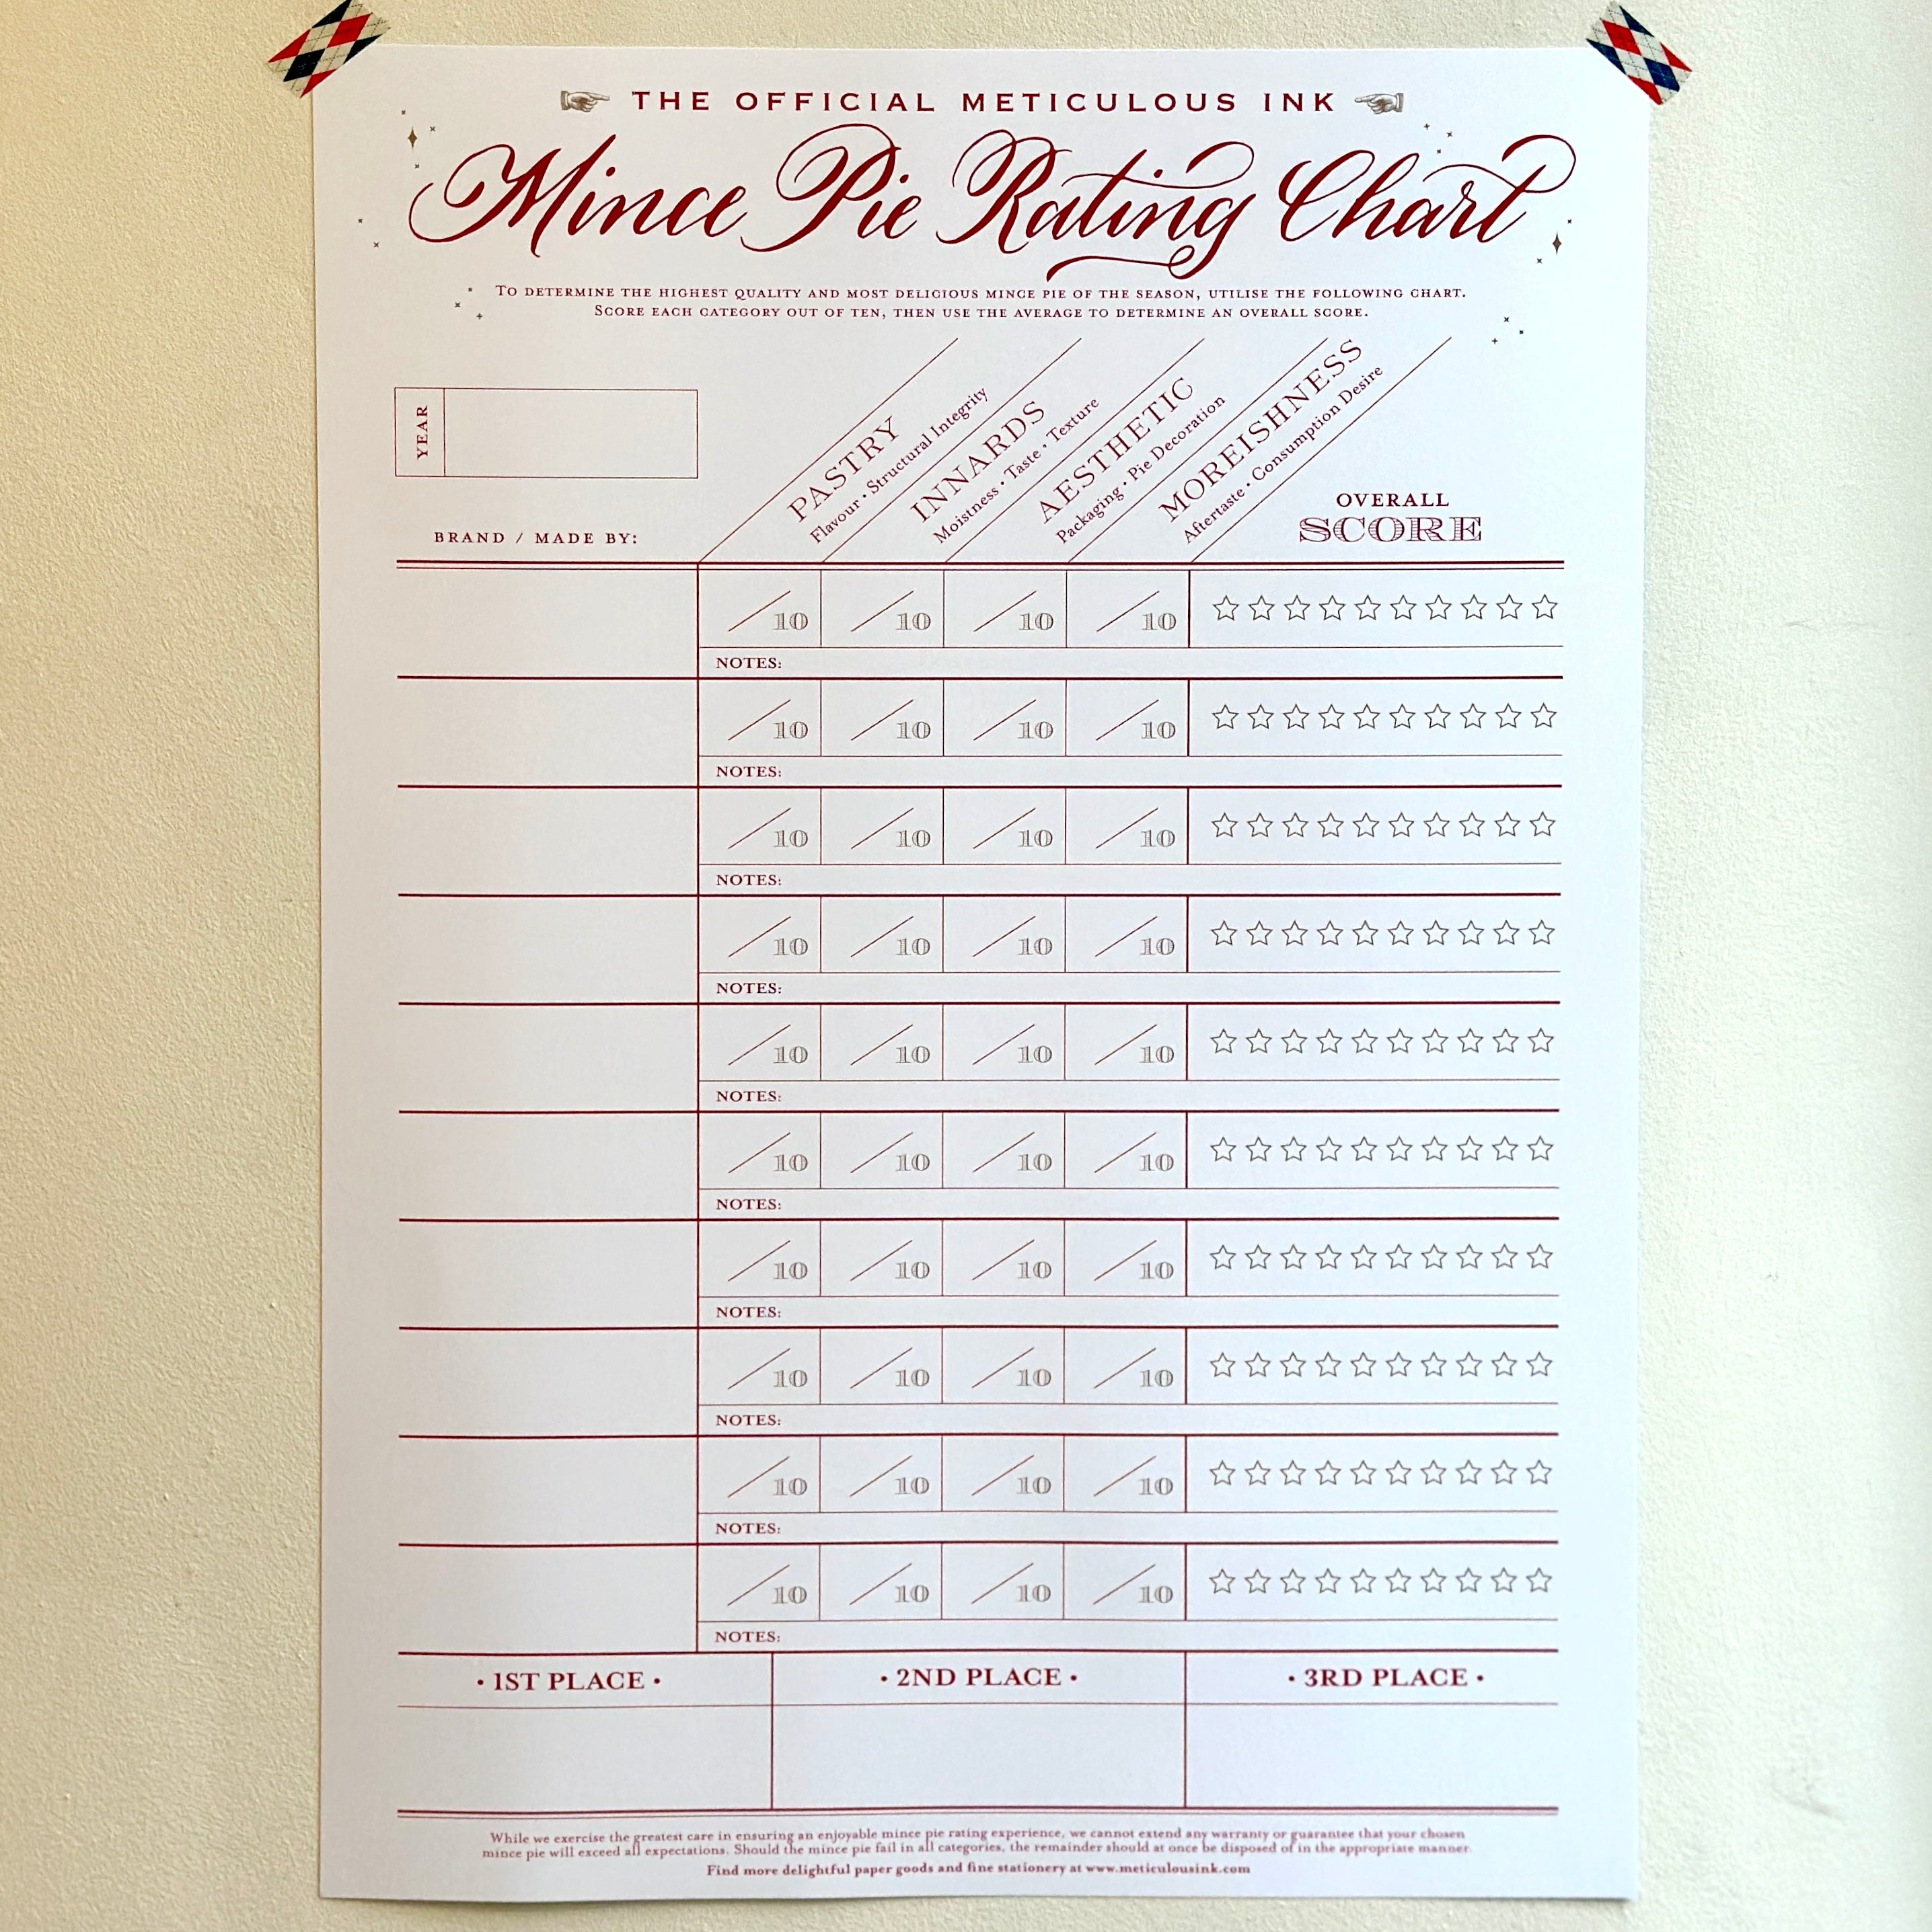 THE OFFICIAL METICULOUS INK
Mince Pie Rating Chart
TO DETERMINE THE HIGHEST QUALITY AND MOST DELICIOUS MINCE PIE OF THE SEASON, UTILISE THE FOLLOWING CHART.
SCORE EACH CATEGORY OUT OF TEN, THEN USE THE AVERAGE TO DETERMINE AN OVERALL SCORE.
YEAR
BRAND / MADE BY:
PASTRY
Flavour • Structural Integrity
INNARDS
Moistness • Taste • Texture
AESTHETIC
Packaging • Pie Decoration
MOREISHNESS
Aftertaste • Consumption Desire
OVERALL
SCORE
/10 /10 /10 /10
NOTES:
/10 /10 /10 /10
NOTES:
/10 /10 /10 /10
NOTES:
/10 /10 /10 /10
NOTES:
/10 /10 /10 /10
NOTES:
/10 /10 /10 /10
NOTES:
/10 /10 /10 /10
NOTES:
/10 /10 /10 /10
NOTES:
/10 /10 /10 /10
NOTES:
/10 /10 /10 /10
NOTES:
• 1ST PLACE • • 2ND PLACE • • 3RD PLACE •
While we exercise the greatest care in ensuring an enjoyable mince pie rating experience, we cannot extend any warranty or guarantee that your chosen
mince pie will exceed all expectations. Should the mince pie fail in all categories, the remainder should at once be disposed of in the appropriate manner.
Find more delightful paper goods and fine stationery at www.meticulousink.com